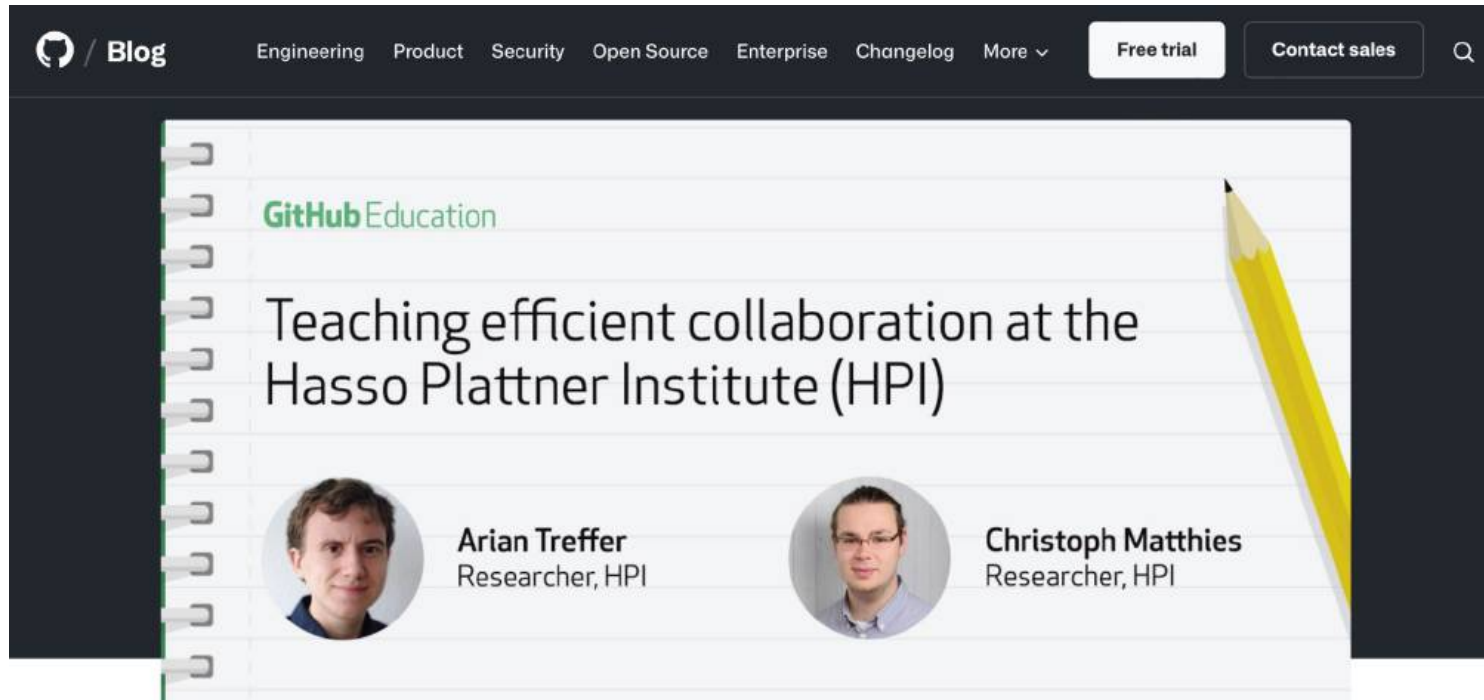 / Blog Engineering Product Security Open Source Enterprise Changelog More Free trial Contact sales
GitHub Education
Teaching efficient collaboration at the
Hasso Plattner Institute (HPI)
Arian Treffer
Researcher, HPI
Christoph Matthies
Researcher, HPI